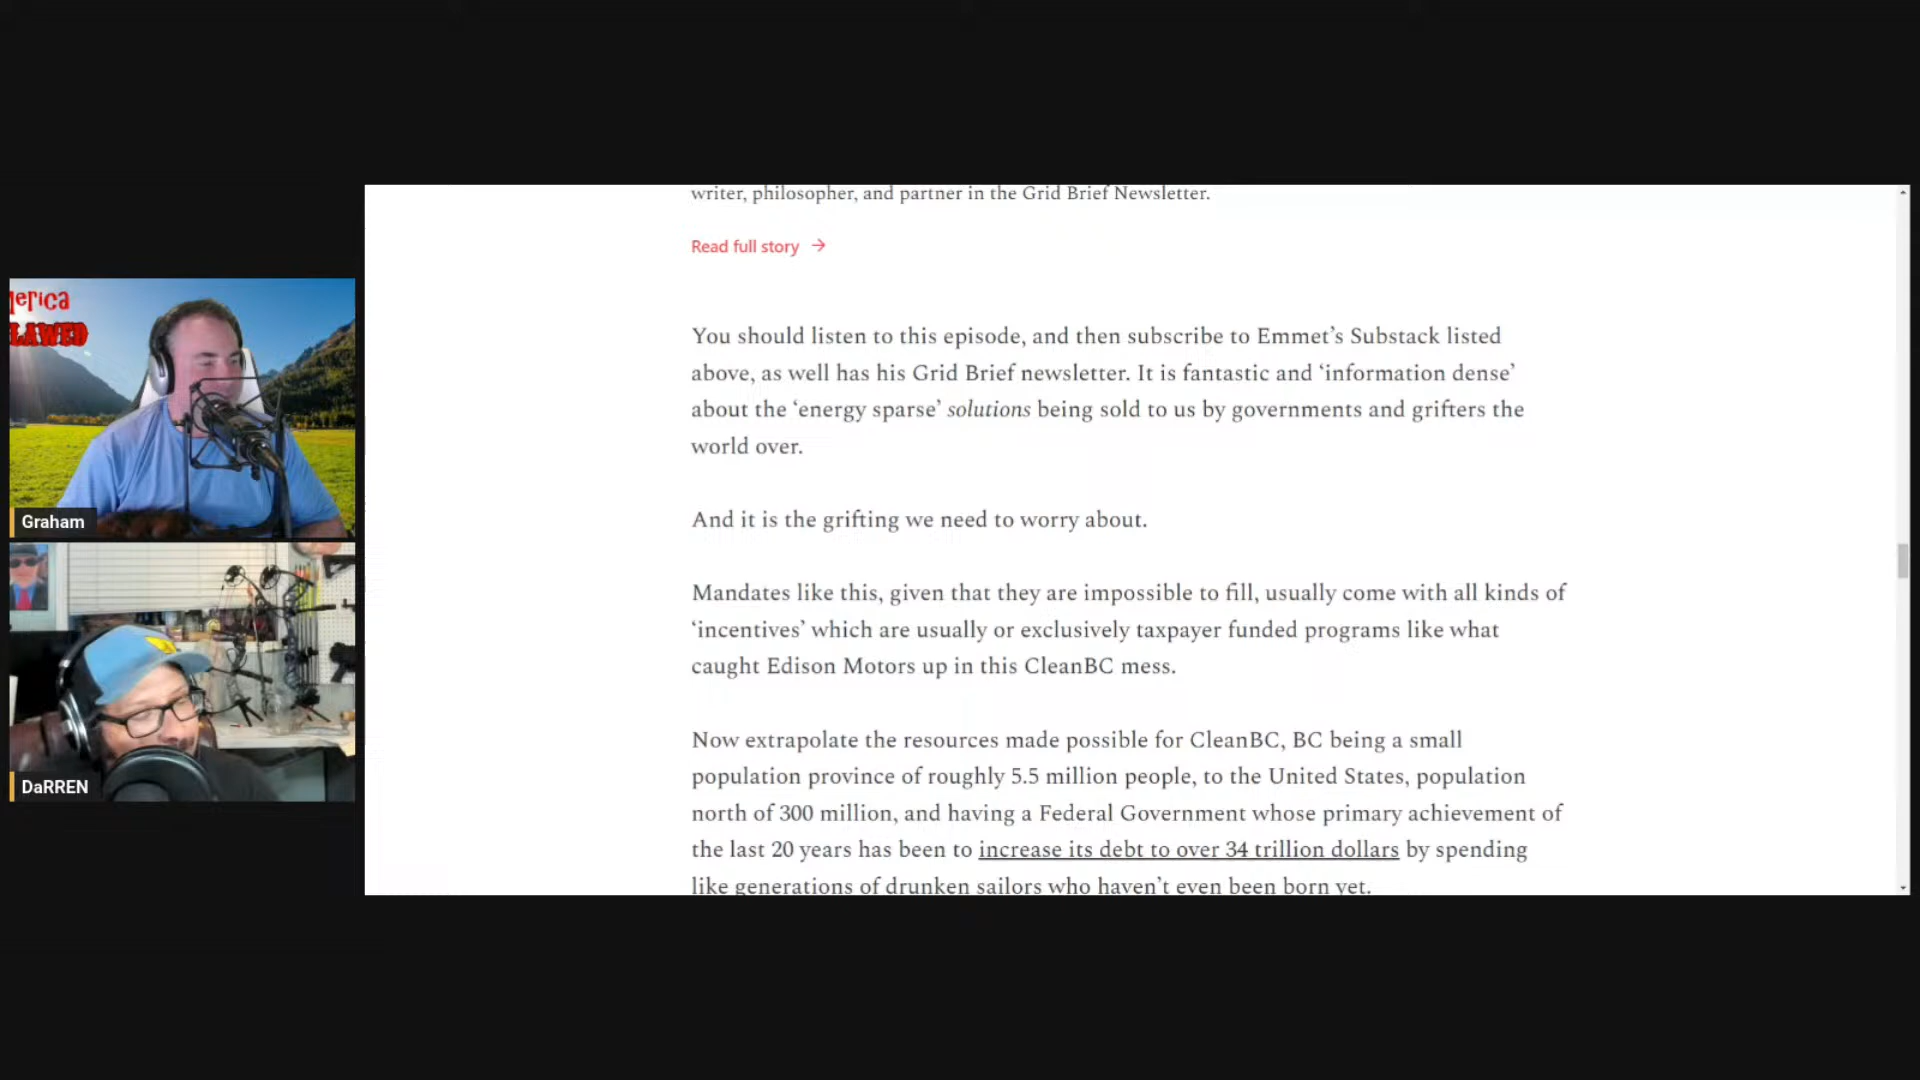 merica
LAWED
Graham
DaRREN
writer, philosopher, and partner in the Grid Brief Newsletter.
Read full story →
You should listen to this episode, and then subscribe to Emmet’s Substack listed
above, as well has his Grid Brief newsletter. It is fantastic and ‘information dense’
about the ‘energy sparse’ solutions being sold to us by governments and grifters the
world over.
And it is the grifting we need to worry about.
Mandates like this, given that they are impossible to fill, usually come with all kinds of
‘incentives’ which are usually or exclusively taxpayer funded programs like what
caught Edison Motors up in this CleanBC mess.
Now extrapolate the resources made possible for CleanBC, BC being a small
population province of roughly 5.5 million people, to the United States, population
north of 300 million, and having a Federal Government whose primary achievement of
the last 20 years has been to increase its debt to over 34 trillion dollars by spending
like generations of drunken sailors who haven’t even been born yet.